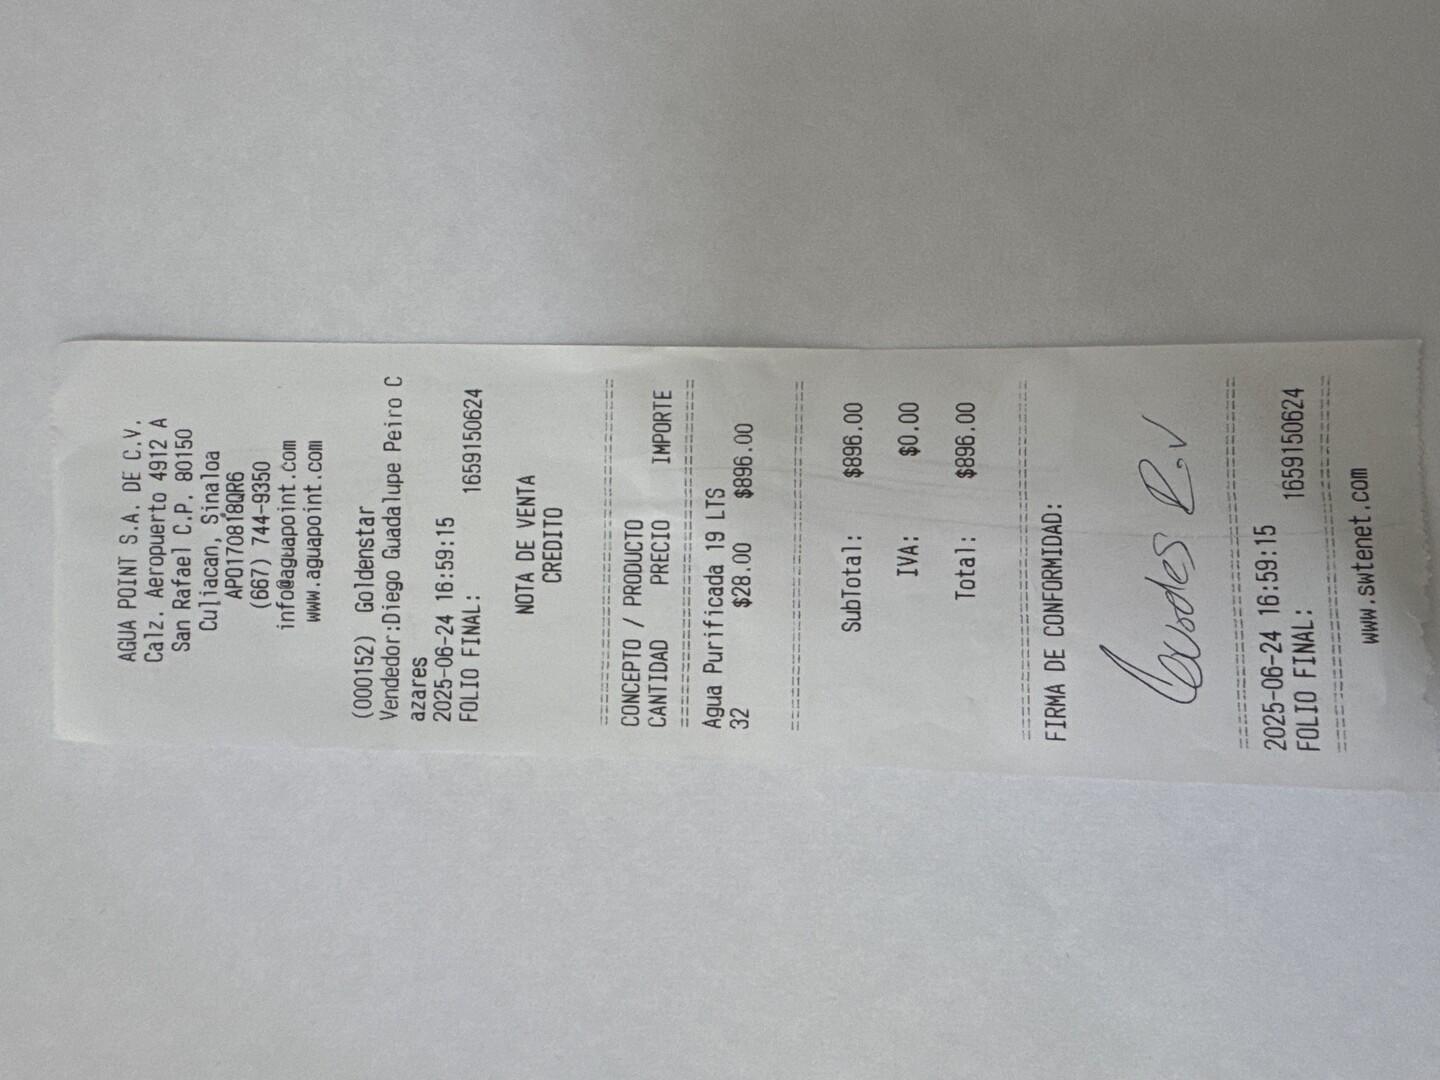 AGUA POINT S.A. DE C.V.
Calz. Aeropuerto 4912 A
San Rafael C.P. 80150
Culiacan, Sinaloa
APO170818QR6
(667) 744-9350
info@aguapoint.com
www.aguapoint.com
(000152) Goldenstar
Vendedor:Diego Guadalupe Peiro C
azares
2025-06-24 16:59:15
FOLIO FINAL: 1659150624
NOTA DE VENTA
CREDITO
================================
CONCEPTO / PRODUCTO
CANTIDAD PRECIO IMPORTE
================================
Agua Purificada 19 LTS
32 $28.00 $896.00
================================
SubTotal: $896.00
IVA: $0.00
Total: $896.00
================================
FIRMA DE CONFORMIDAD:
R.V
================================
2025-06-24 16:59:15
FOLIO FINAL: 1659150624
================================
www.swtenet.com